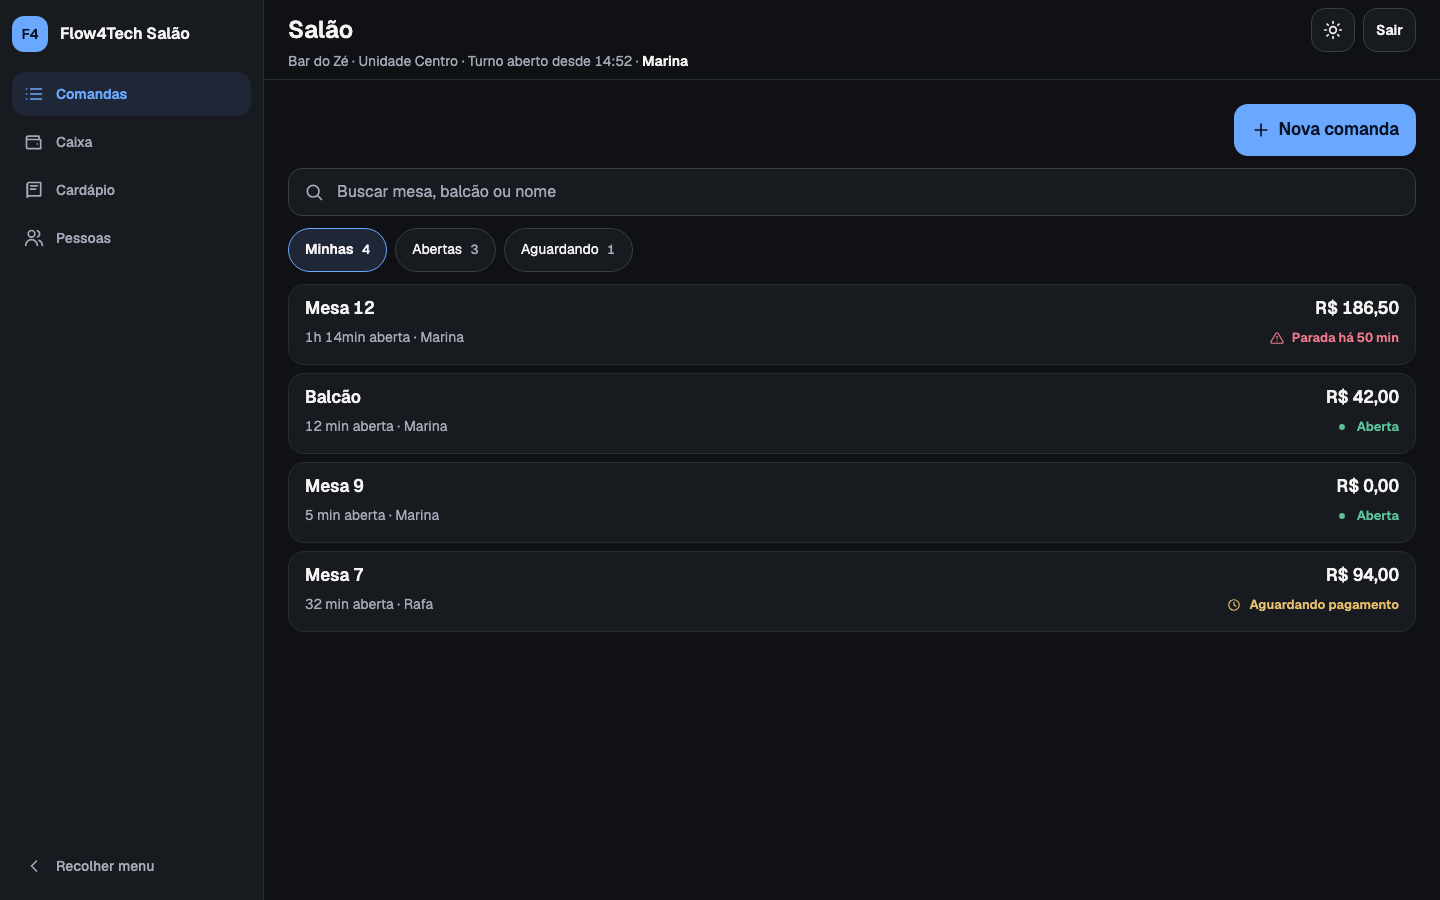 F4 Flow4Tech Salão
Comandas
Caixa
Cardápio
Pessoas
Recolher menu
Salão
Bar do Zé · Unidade Centro · Turno aberto desde 14:52 · Marina
Sair
+ Nova comanda
Buscar mesa, balcão ou nome
Minhas 4 Abertas 3 Aguardando 1
Mesa 12 R$ 186,50
1h 14min aberta · Marina Parada há 50 min
Balcão R$ 42,00
12 min aberta · Marina Aberta
Mesa 9 R$ 0,00
5 min aberta · Marina Aberta
Mesa 7 R$ 94,00
32 min aberta · Rafa Aguardando pagamento